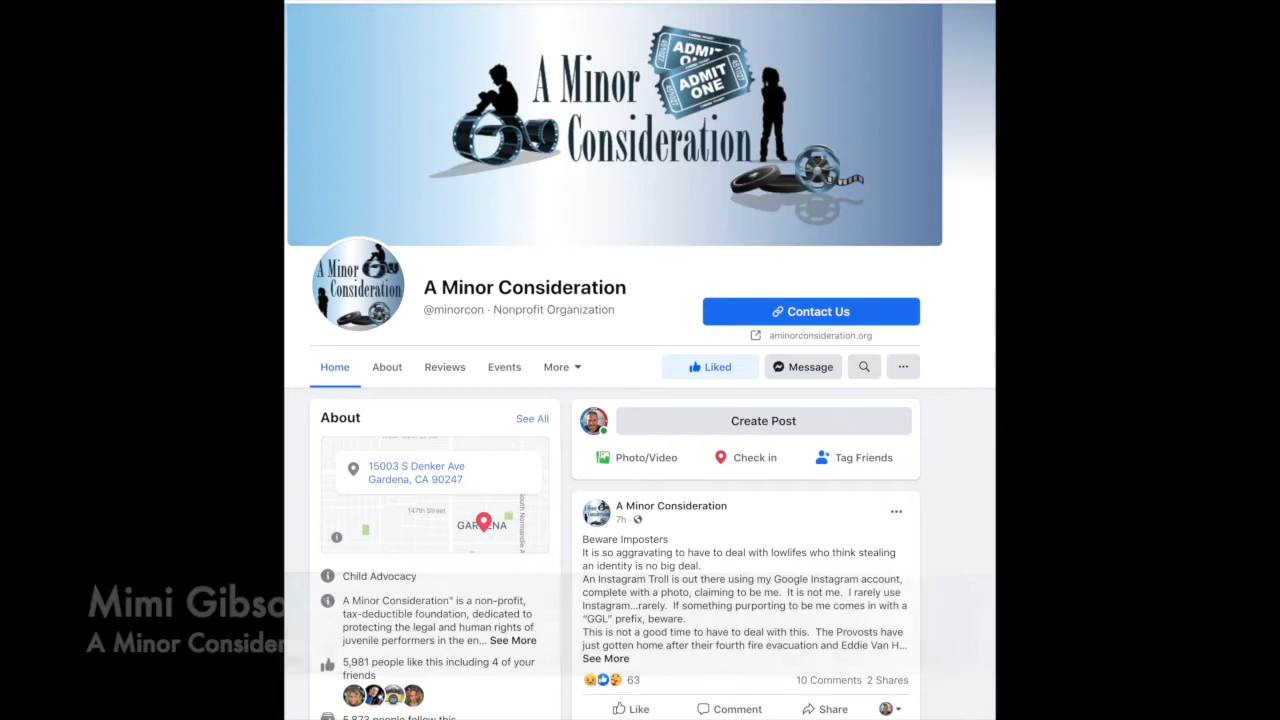 A Minor
Consideration
ADMIT
ADMIT
ONE
A Minor
Consideration
A Minor Consideration
@minorcon · Nonprofit Organization
Contact Us
aminorconsideration.org
Home About Reviews Events More
Liked Message ...
About See All
15003 S Denker Ave
Gardena, CA 90247
147th Street
GARDENA
South Normandie A
Create Post
Photo/Video Check in Tag Friends
Child Advocacy
A Minor Consideration" is a non-profit,
tax-deductible foundation, dedicated to
protecting the legal and human rights of
juvenile performers in the en... See More
5,981 people like this including 4 of your
friends
5,873 people follow this
A Minor Consideration
7h ·
Beware Imposters
It is so aggravating to have to deal with lowlifes who think stealing
an identity is no big deal.
An Instagram Troll is out there using my Google Instagram account,
complete with a photo, claiming to be me. It is not me. I rarely use
Instagram...rarely. If something purporting to be me comes in with a
“GGL” prefix, beware.
This is not a good time to have to deal with this. The Provosts have
just gotten home after their fourth fire evacuation and Eddie Van H...
See More
63 10 Comments 2 Shares
Like Comment Share
Mimi Gibso
A Minor Consider